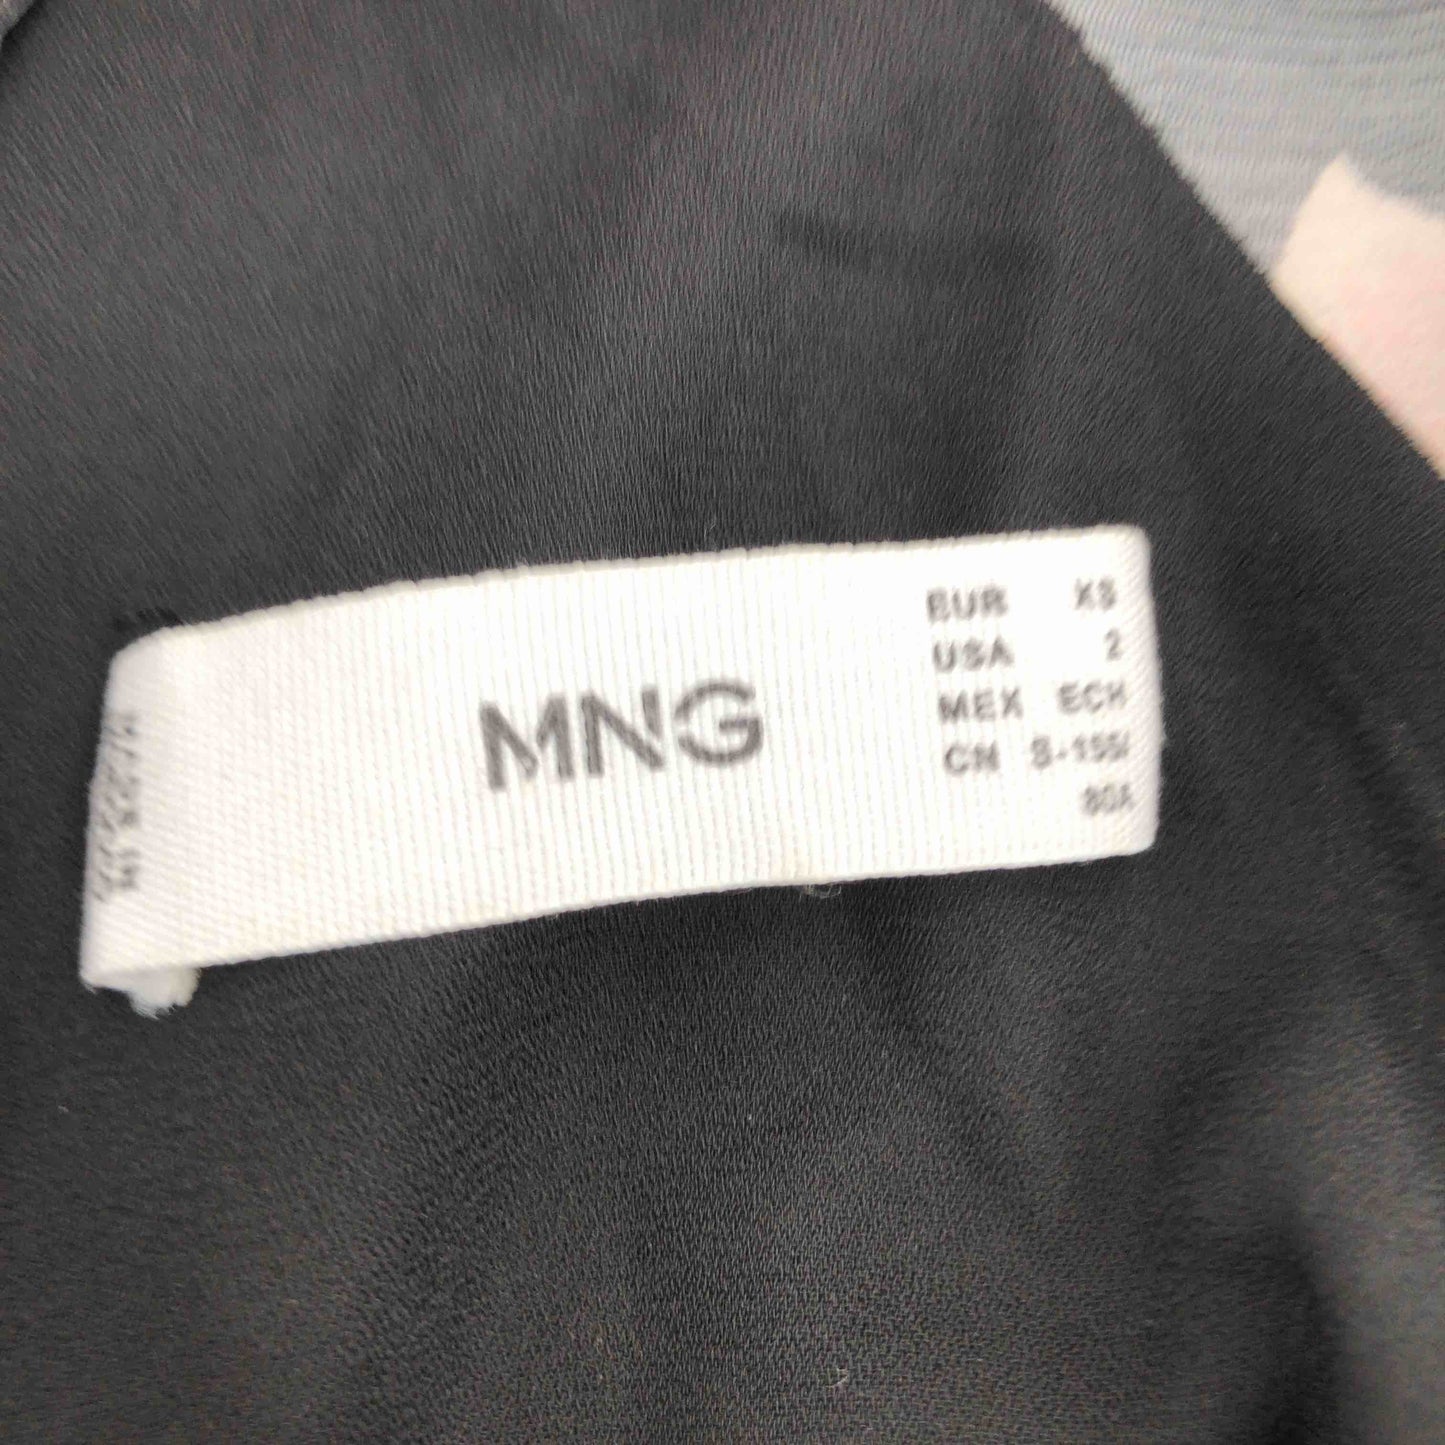 MNG
EUR XS
USA 2
MEX ECH
CN S-155/
80A